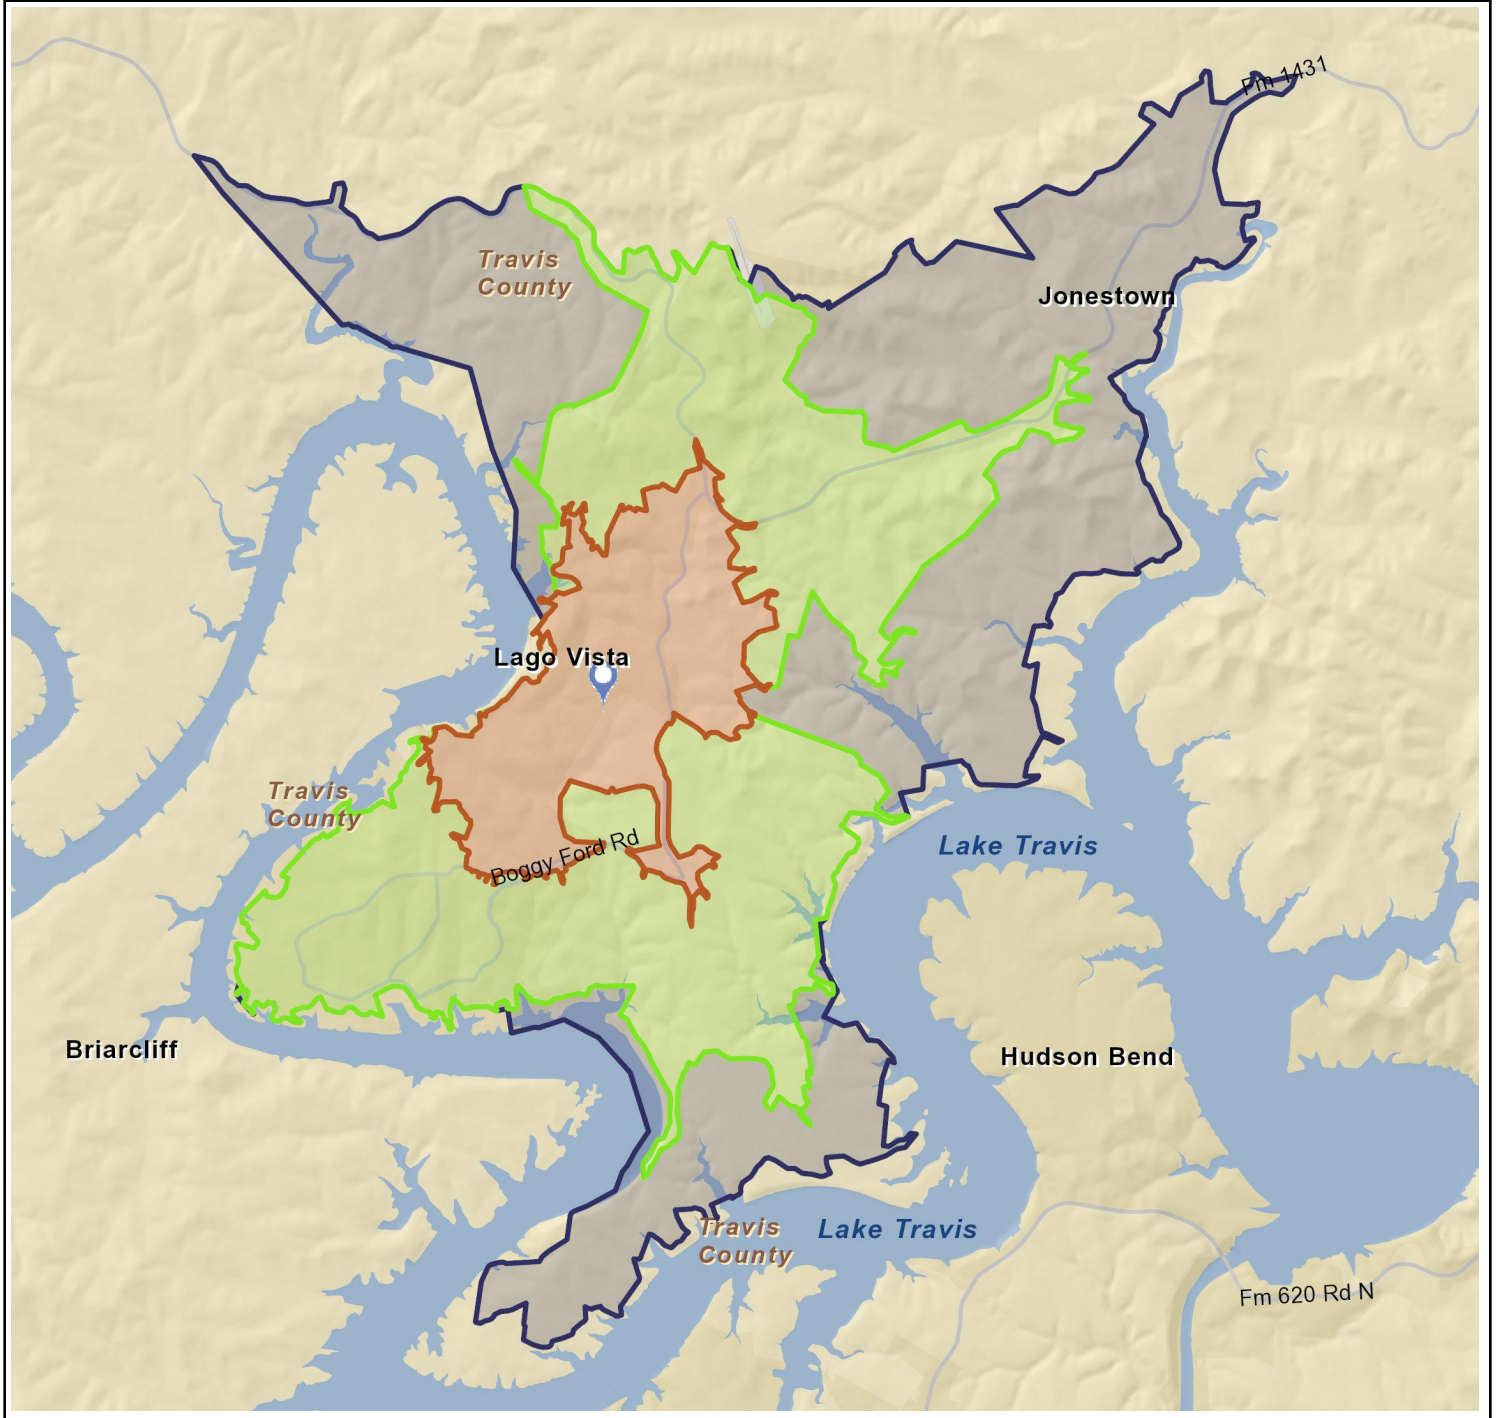 Fm 1431
Travis
County
Jonestown
Lago Vista
Travis
County
Boggy Ford Rd
Lake Travis
Briarcliff
Hudson Bend
Travis
County
Lake Travis
Fm 620 Rd N